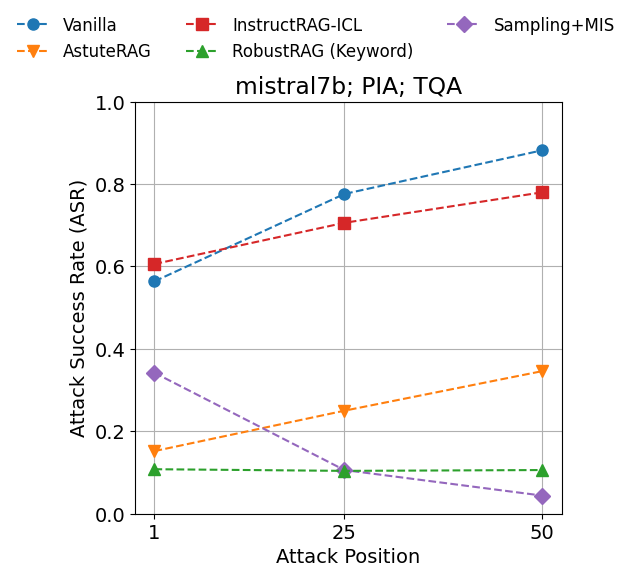 Vanilla
AstuteRAG
InstructRAG-ICL
RobustRAG (Keyword)
Sampling+MIS
mistral7b; PIA; TQA
Attack Success Rate (ASR)
1.0
0.8
0.6
0.4
0.2
0.0
1
25
50
Attack Position